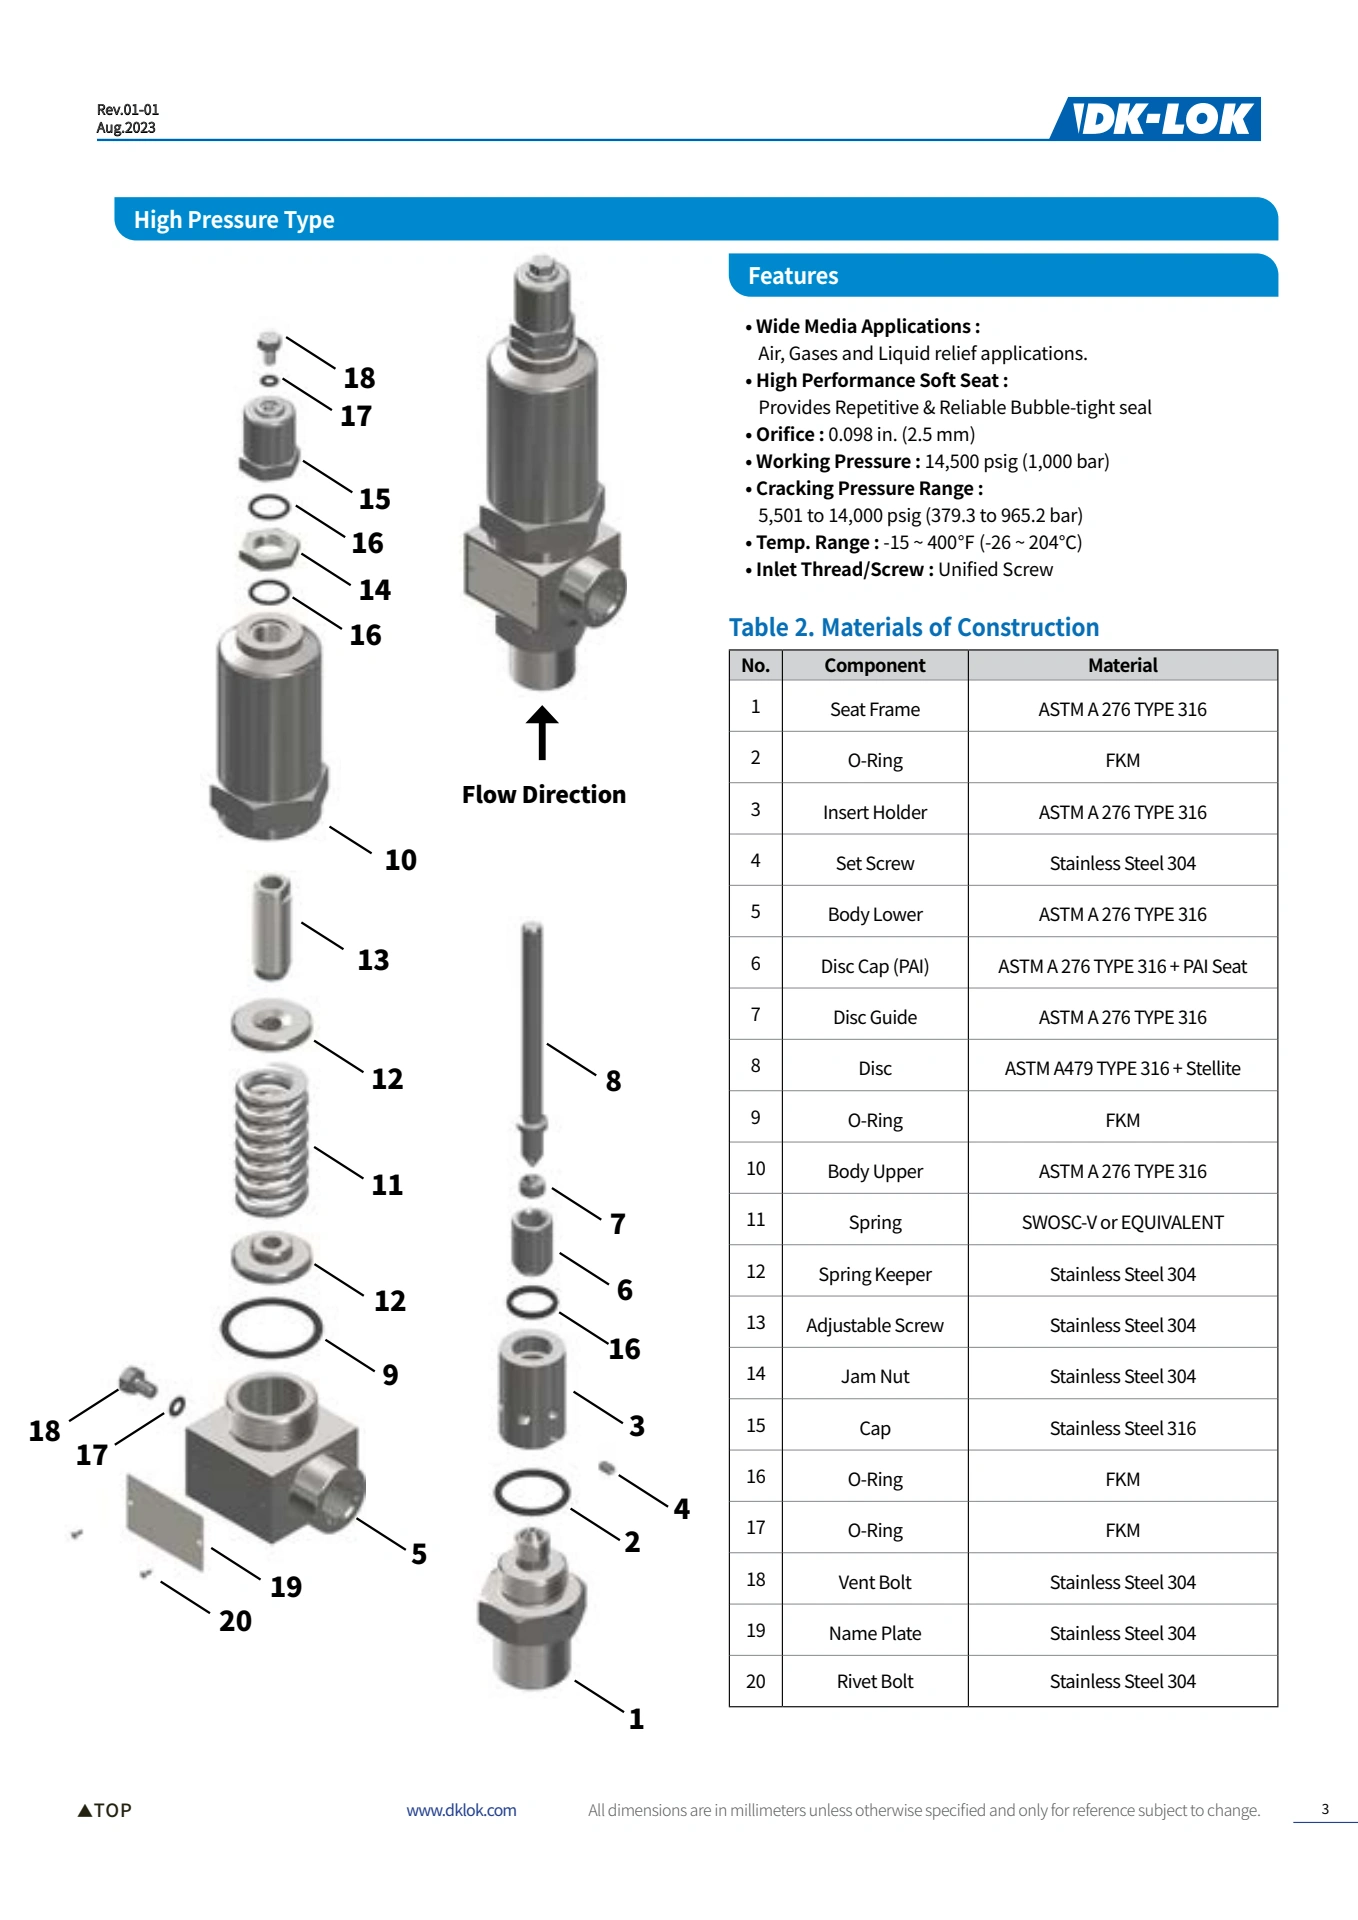 Rev.01-01
Aug.2023
DK-LOK
High Pressure Type
Features
• Wide Media Applications :
Air, Gases and Liquid relief applications.
• High Performance Soft Seat :
Provides Repetitive & Reliable Bubble-tight seal
• Orifice : 0.098 in. (2.5 mm)
• Working Pressure : 14,500 psig (1,000 bar)
• Cracking Pressure Range :
5,501 to 14,000 psig (379.3 to 965.2 bar)
• Temp. Range : -15 ~ 400°F (-26 ~ 204°C)
• Inlet Thread/Screw : Unified Screw
18
17
15
16
14
16
10
13
12
11
12
9
18
17
5
19
20
Flow Direction
8
7
6
16
3
4
2
1
Table 2. Materials of Construction
No. Component Material
1 Seat Frame ASTM A 276 TYPE 316
2 O-Ring FKM
3 Insert Holder ASTM A 276 TYPE 316
4 Set Screw Stainless Steel 304
5 Body Lower ASTM A 276 TYPE 316
6 Disc Cap (PAI) ASTM A 276 TYPE 316 + PAI Seat
7 Disc Guide ASTM A 276 TYPE 316
8 Disc ASTM A479 TYPE 316 + Stellite
9 O-Ring FKM
10 Body Upper ASTM A 276 TYPE 316
11 Spring SWOSC-V or EQUIVALENT
12 Spring Keeper Stainless Steel 304
13 Adjustable Screw Stainless Steel 304
14 Jam Nut Stainless Steel 304
15 Cap Stainless Steel 316
16 O-Ring FKM
17 O-Ring FKM
18 Vent Bolt Stainless Steel 304
19 Name Plate Stainless Steel 304
20 Rivet Bolt Stainless Steel 304
▲TOP
www.dklok.com
All dimensions are in millimeters unless otherwise specified and only for reference subject to change.
3